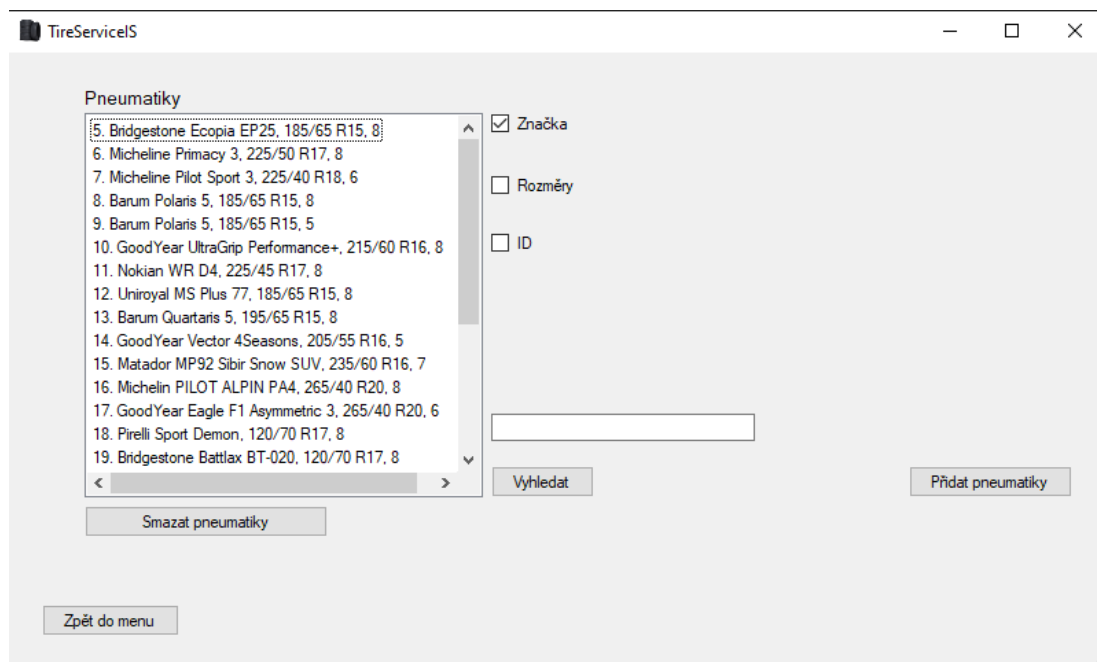 TireServiceIS
Pneumatiky
5. Bridgestone Ecopia EP25, 185/65 R15, 8
6. Micheline Primacy 3, 225/50 R17, 8
7. Micheline Pilot Sport 3, 225/40 R18, 6
8. Barum Polaris 5, 185/65 R15, 8
9. Barum Polaris 5, 185/65 R15, 5
10. GoodYear UltraGrip Performance+, 215/60 R16, 8
11. Nokian WR D4, 225/45 R17, 8
12. Uniroyal MS Plus 77, 185/65 R15, 8
13. Barum Quartaris 5, 195/65 R15, 8
14. GoodYear Vector 4Seasons, 205/55 R16, 5
15. Matador MP92 Sibir Snow SUV, 235/60 R16, 7
16. Michelin PILOT ALPIN PA4, 265/40 R20, 8
17. GoodYear Eagle F1 Asymmetric 3, 265/40 R20, 6
18. Pirelli Sport Demon, 120/70 R17, 8
19. Bridgestone Battlax BT-020, 120/70 R17, 8
Značka
Rozměry
ID
Vyhledat
Přidat pneumatiky
Smazat pneumatiky
Zpět do menu